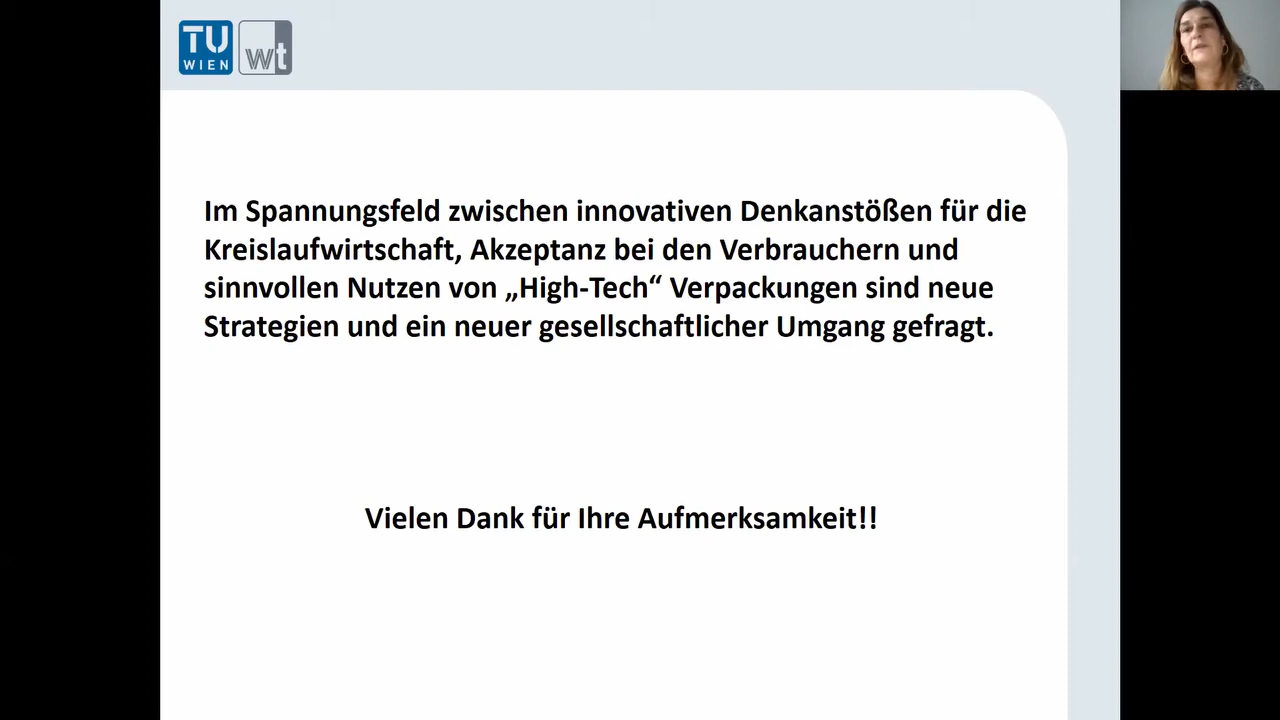 TU
WIEN
wt
Im Spannungsfeld zwischen innovativen Denkanstößen für die
Kreislaufwirtschaft, Akzeptanz bei den Verbrauchern und
sinnvollen Nutzen von „High-Tech“ Verpackungen sind neue
Strategien und ein neuer gesellschaftlicher Umgang gefragt.
Vielen Dank für Ihre Aufmerksamkeit!!